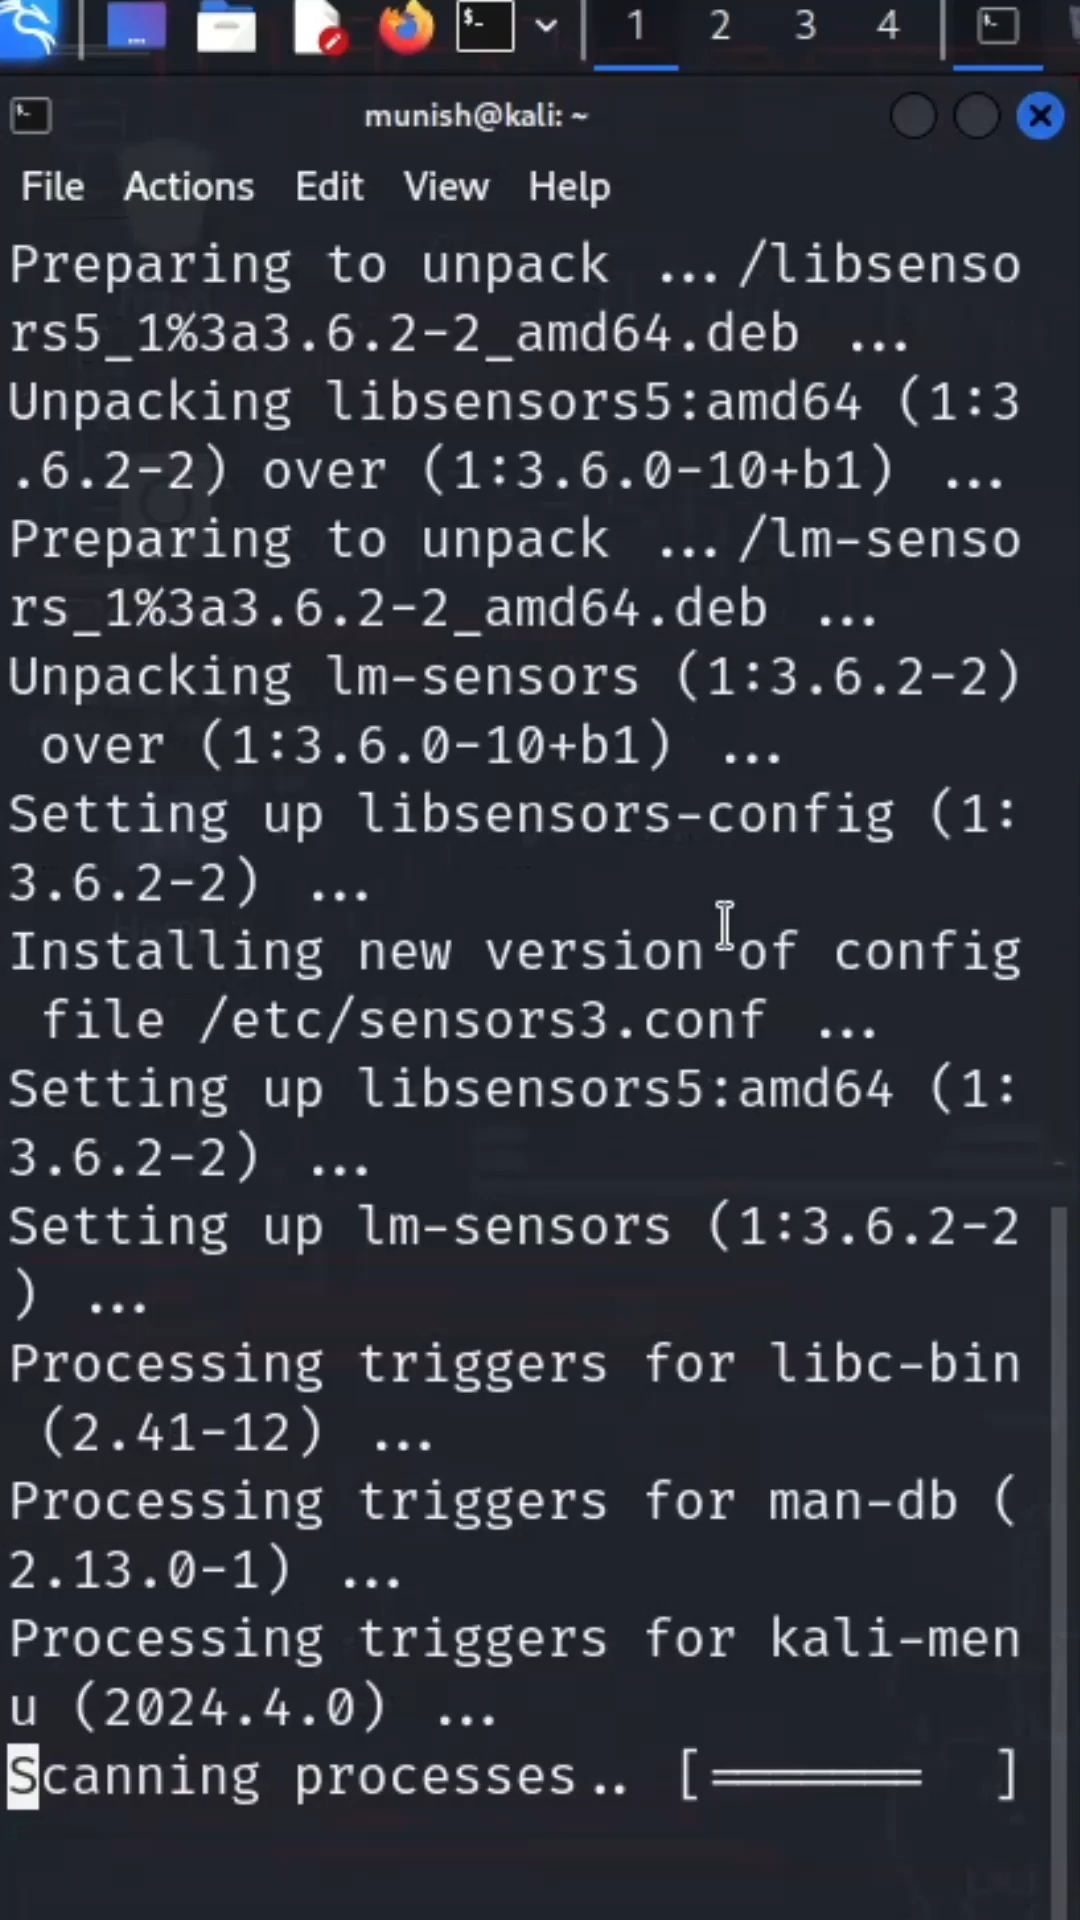 1 2 3 4
munish@kali: ~
File Actions Edit View Help
Preparing to unpack .../libsenso
rs5_1%3a3.6.2-2_amd64.deb ...
Unpacking libsensors5:amd64 (1:3
.6.2-2) over (1:3.6.0-10+b1) ...
Preparing to unpack .../lm-senso
rs_1%3a3.6.2-2_amd64.deb ...
Unpacking lm-sensors (1:3.6.2-2)
 over (1:3.6.0-10+b1) ...
Setting up libsensors-config (1:
3.6.2-2) ...
Installing new version of config
 file /etc/sensors3.conf ...
Setting up libsensors5:amd64 (1:
3.6.2-2) ...
Setting up lm-sensors (1:3.6.2-2
) ...
Processing triggers for libc-bin
 (2.41-12) ...
Processing triggers for man-db (
2.13.0-1) ...
Processing triggers for kali-men
u (2024.4.0) ...
Scanning processes.. [=======  ]